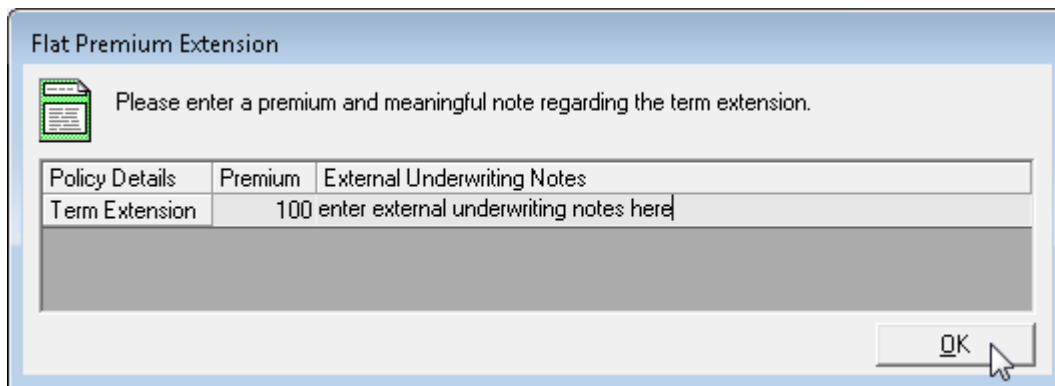 Flat Premium Extension
Please enter a premium and meaningful note regarding the term extension.
Policy Details Premium External Underwriting Notes
Term Extension 100 enter external underwriting notes here
OK